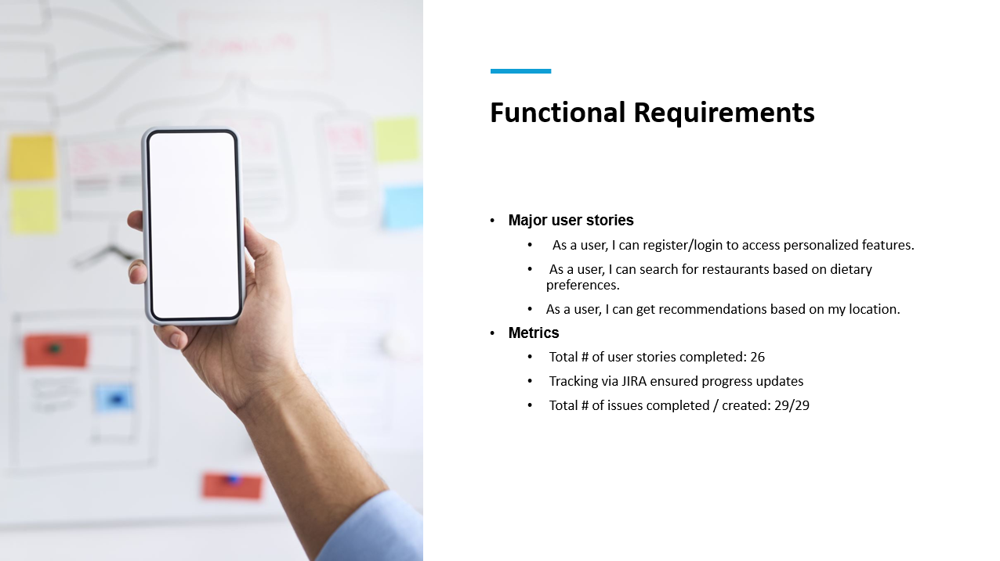 Functional Requirements
• Major user stories
• As a user, I can register/login to access personalized features.
• As a user, I can search for restaurants based on dietary
preferences.
• As a user, I can get recommendations based on my location.
• Metrics
• Total # of user stories completed: 26
• Tracking via JIRA ensured progress updates
• Total # of issues completed / created: 29/29